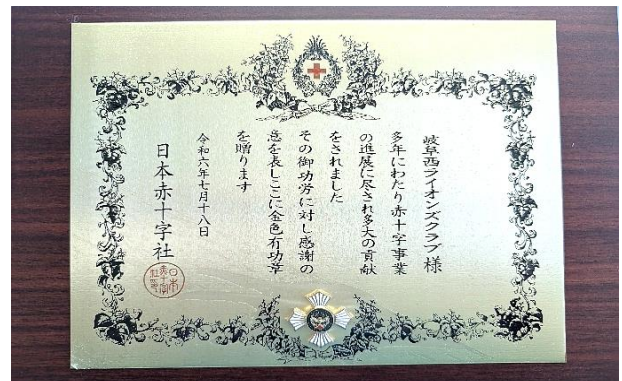 岐阜西ライオンズクラブ 様
多年にわたり赤十字事業
の進展に尽され多大の貢献
をされました
その御功労に対し感謝の
意を表しここに金色有功章
を贈ります
令和六年七月十八日
日本赤十字社